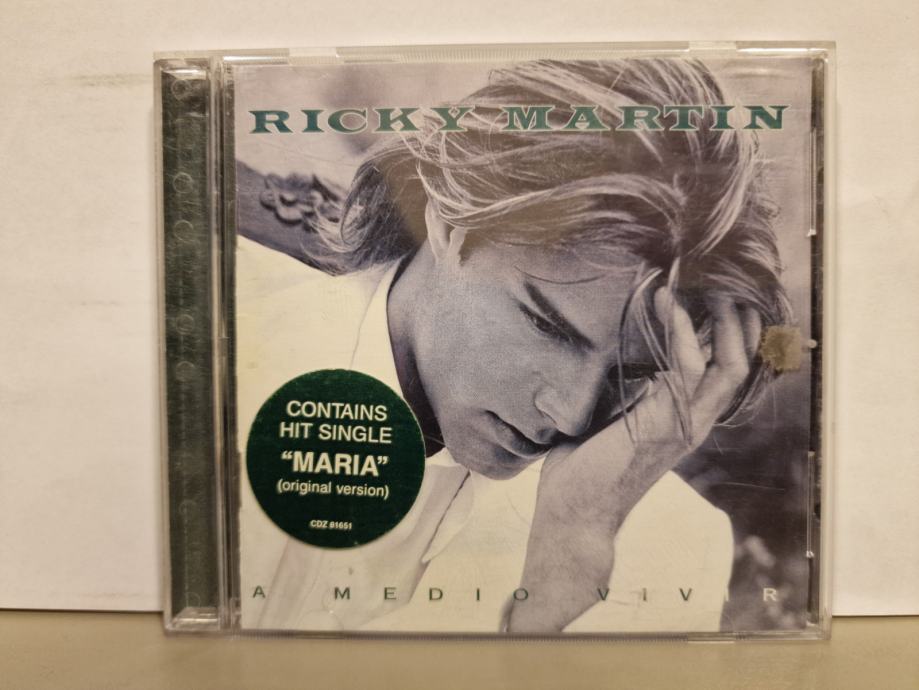 RICKY MARTIN
CONTAINS
HIT SINGLE
“MARIA”
(original version)
CDZ 81651
A MEDIO VIVIR